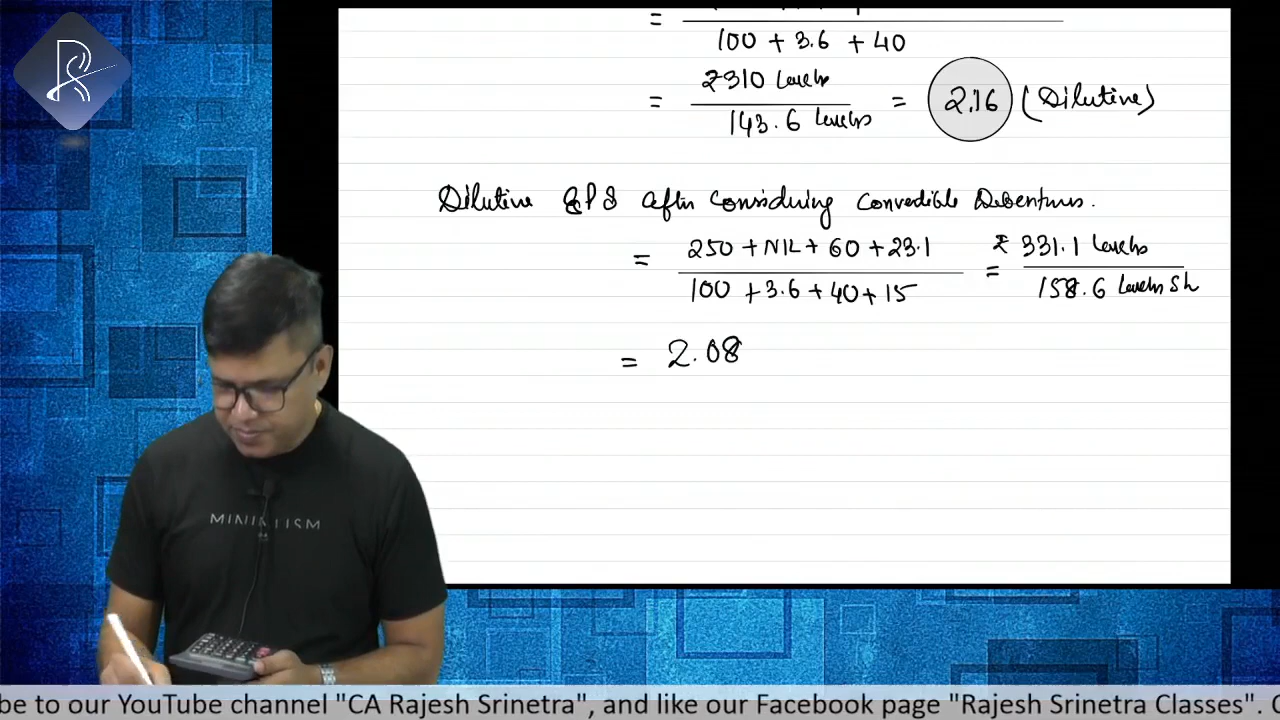 =
100 + 3.6 + 40
= ₹310 Lakhs / 143.6 Lakhs = 2.16 (Dilutive)
Dilutive EPS after Considering Convertible Debentures.
= 250 + NIL + 60 + 23.1 / 100 + 3.6 + 40 + 15 = ₹ 331.1 Lakhs / 158.6 Lakhs Sh
= 2.08
MINIMALISM
be to our YouTube channel "CA Rajesh Srinetra", and like our Facebook page "Rajesh Srinetra Classes".